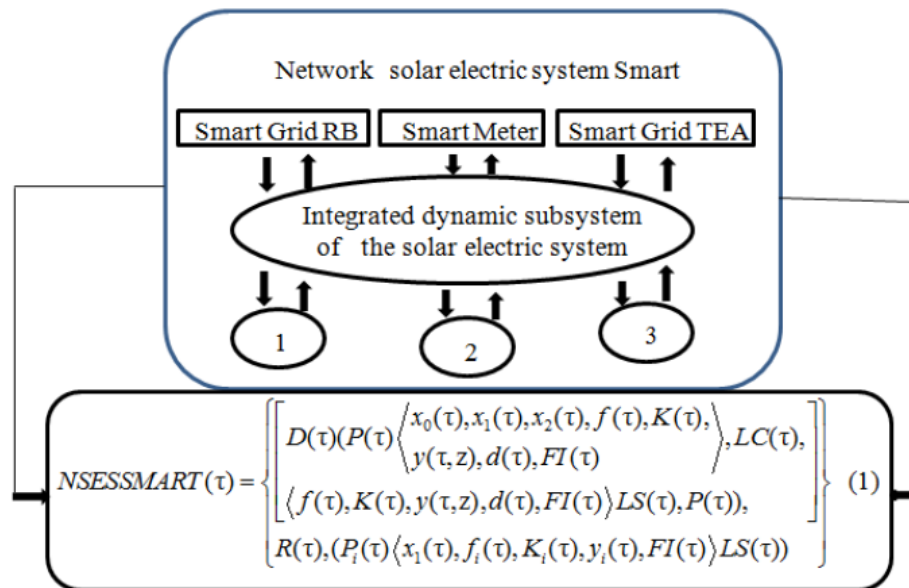 Network solar electric system Smart
Smart Grid RB Smart Meter Smart Grid TEA
Integrated dynamic subsystem
of the solar electric system
1 2 3
NSESSMART(τ) = {[D(τ)(P(τ)⟨x₀(τ),x₁(τ),x₂(τ),f(τ),K(τ),
y(τ,z),d(τ),FI(τ)⟩,LC(τ),
⟨f(τ),K(τ),y(τ,z),d(τ),FI(τ)⟩LS(τ),P(τ)),]
R(τ),(Pᵢ(τ)⟨x₁(τ),fᵢ(τ),Kᵢ(τ),yᵢ(τ),FI(τ)⟩LS(τ))} (1)